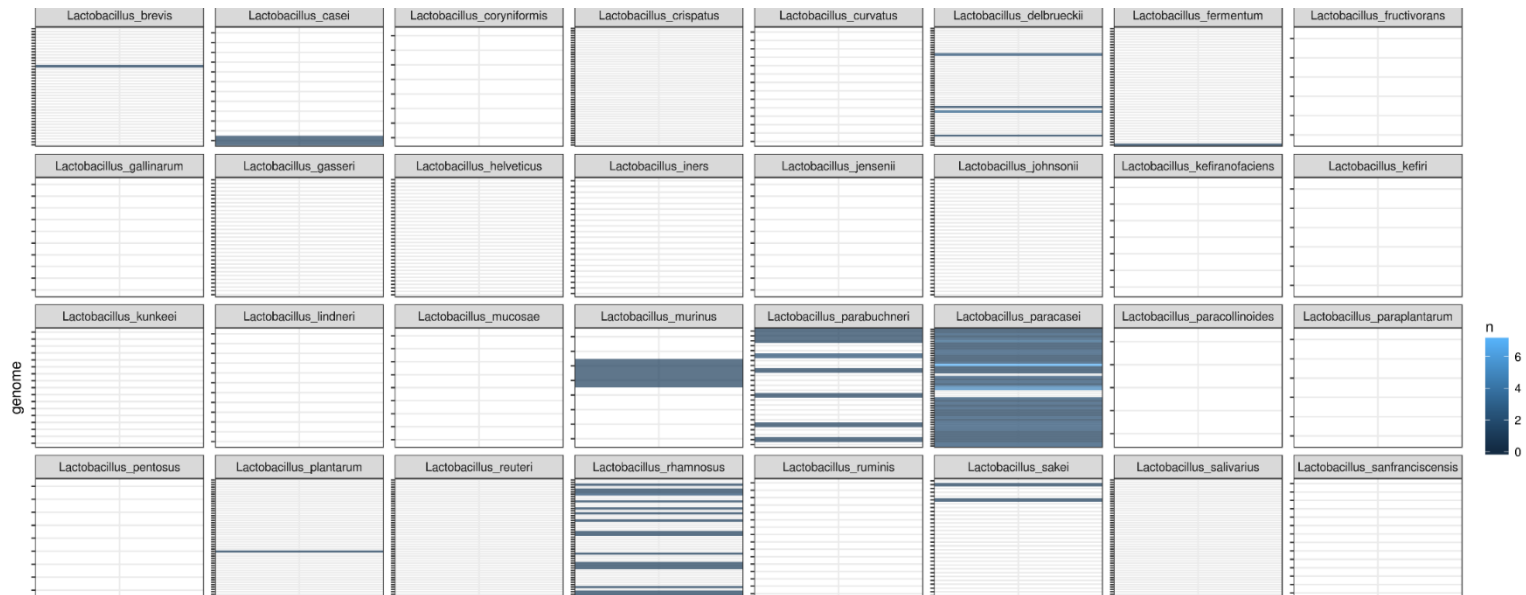 Lactobacillus_brevis Lactobacillus_casei Lactobacillus_coryniformis Lactobacillus_crispatus Lactobacillus_curvatus Lactobacillus_delbrueckii Lactobacillus_fermentum Lactobacillus_fructivorans
Lactobacillus_gallinarum Lactobacillus_gasseri Lactobacillus_helveticus Lactobacillus_iners Lactobacillus_jensenii Lactobacillus_johnsonii Lactobacillus_kefiranofaciens Lactobacillus_kefiri
Lactobacillus_kunkeei Lactobacillus_lindneri Lactobacillus_mucosae Lactobacillus_murinus Lactobacillus_parabuchneri Lactobacillus_paracasei Lactobacillus_paracollinoides Lactobacillus_paraplantarum
genome
n
6
4
2
0
Lactobacillus_pentosus Lactobacillus_plantarum Lactobacillus_reuteri Lactobacillus_rhamnosus Lactobacillus_ruminis Lactobacillus_sakei Lactobacillus_salivarius Lactobacillus_sanfranciscensis